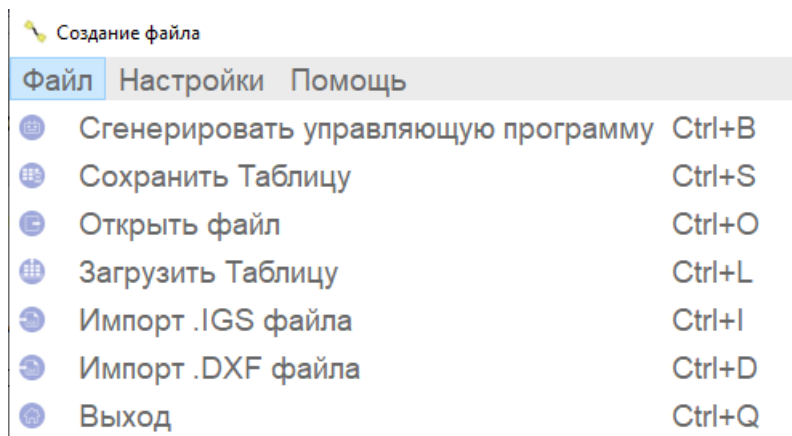 Создание файла
Файл Настройки Помощь
Сгенерировать управляющую программу Ctrl+B
Сохранить Таблицу Ctrl+S
Открыть файл Ctrl+O
Загрузить Таблицу Ctrl+L
Импорт .IGS файла Ctrl+I
Импорт .DXF файла Ctrl+D
Выход Ctrl+Q